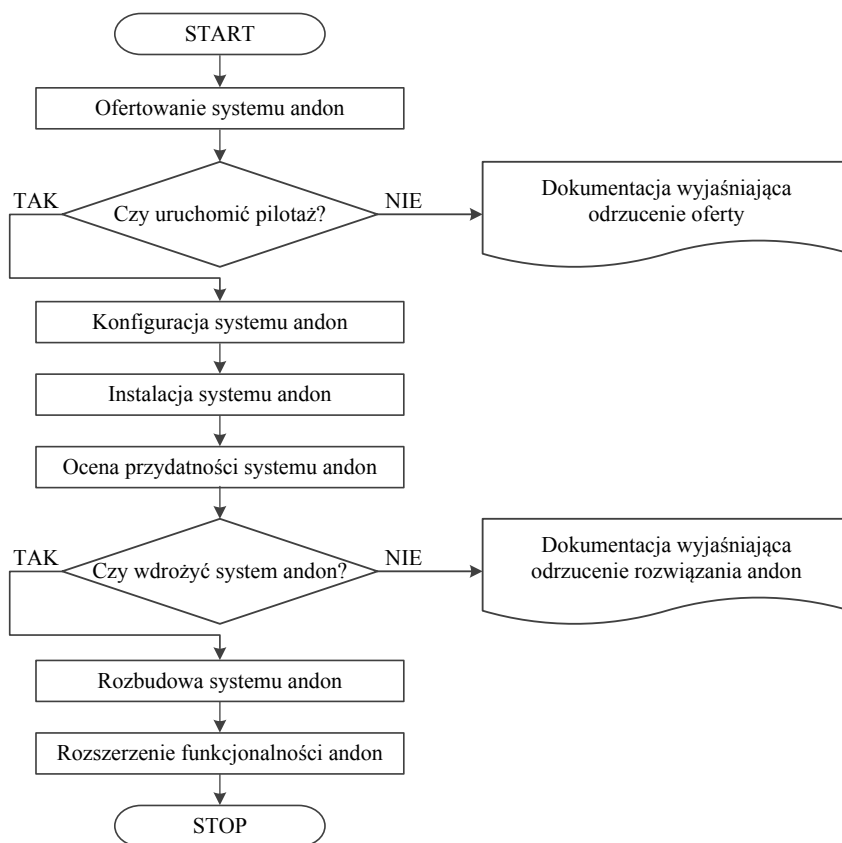 START
Ofertowanie systemu andon
TAK
Czy uruchomić pilotaż?
NIE
Dokumentacja wyjaśniająca
odrzucenie oferty
Konfiguracja systemu andon
Instalacja systemu andon
Ocena przydatności systemu andon
TAK
Czy wdrożyć system andon?
NIE
Dokumentacja wyjaśniająca
odrzucenie rozwiązania andon
Rozbudowa systemu andon
Rozszerzenie funkcjonalności andon
STOP